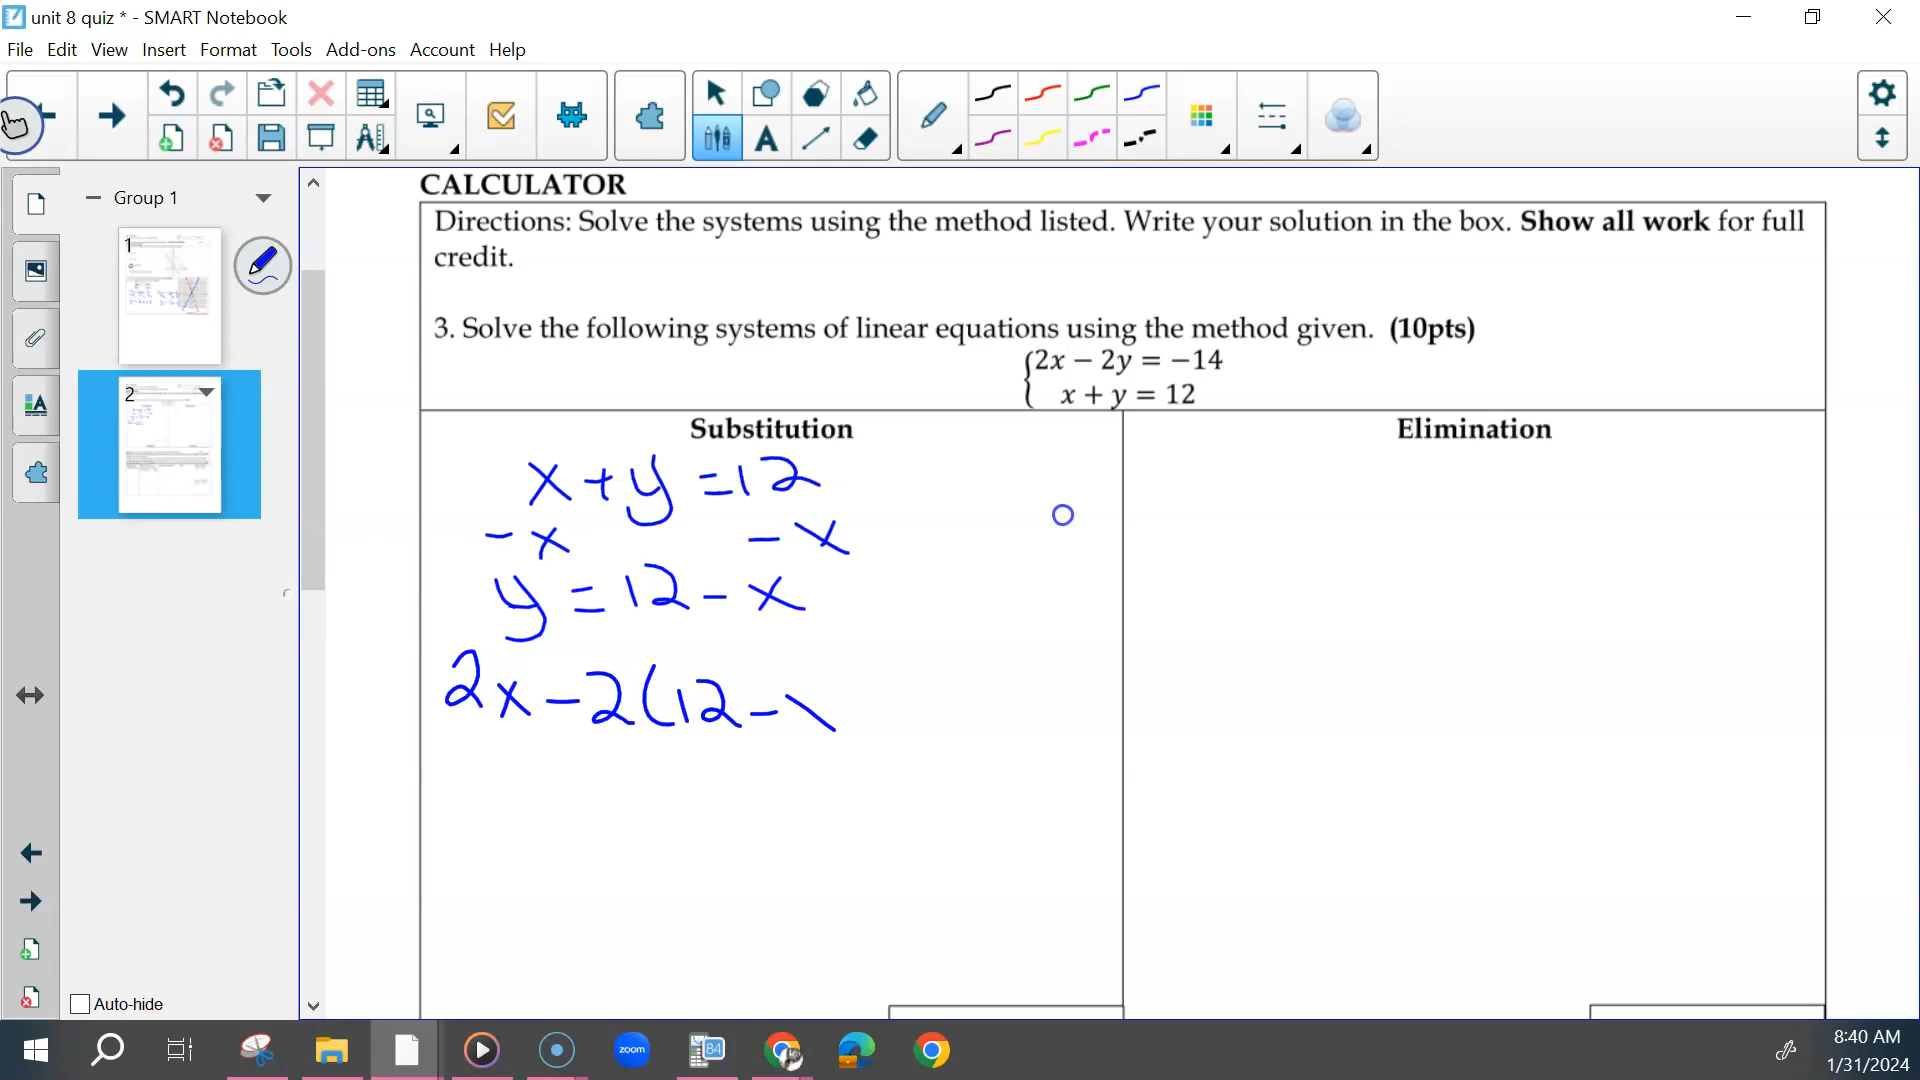 unit 8 quiz * - SMART Notebook
File Edit View Insert Format Tools Add-ons Account Help
Group 1
1
2
CALCULATOR
Directions: Solve the systems using the method listed. Write your solution in the box. Show all work for full
credit.
3. Solve the following systems of linear equations using the method given. (10pts)
2x − 2y = −14
x + y = 12
Substitution
Elimination
x + y = 12
- x - x
y = 12 - x
2x - 2(12 -
Auto-hide
zoom
84
8:40 AM
1/31/2024